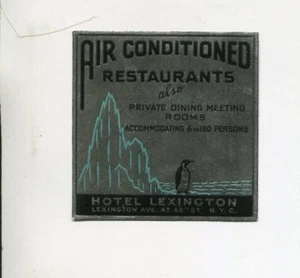 AIR CONDITIONED
RESTAURANTS
also
PRIVATE DINING MEETING
ROOMS
ACCOMMODATING 8 to 160 PERSONS
HOTEL LEXINGTON
LEXINGTON AVE. AT 48TH ST. N.Y.C.